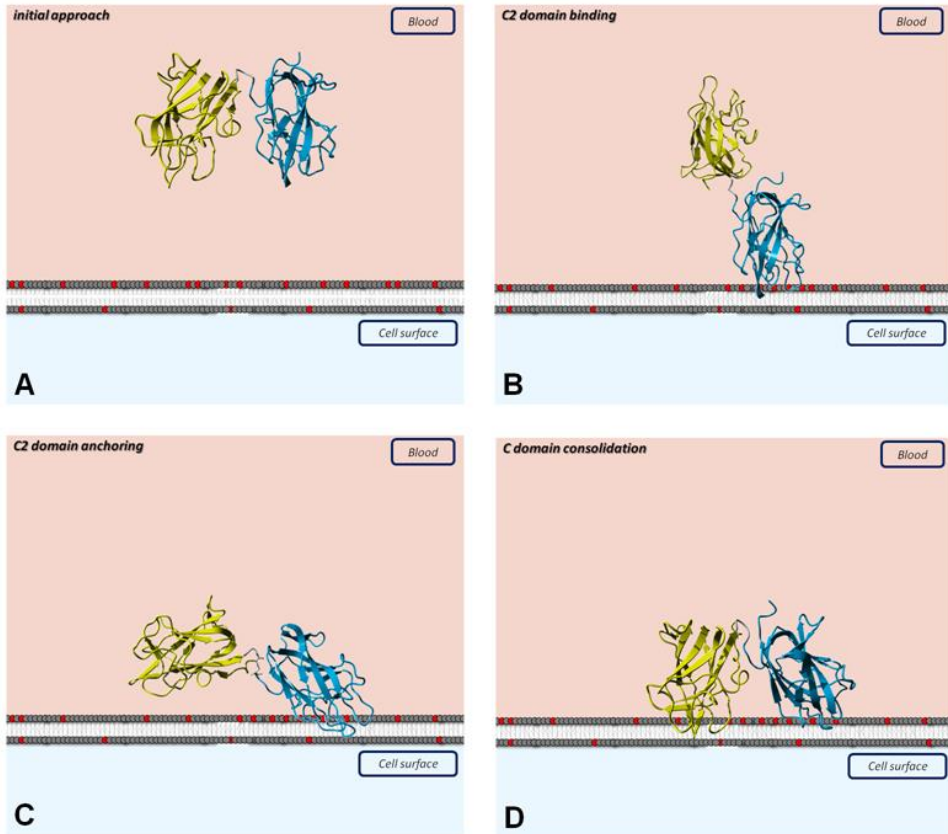 initial approach
Blood
Cell surface
A
C2 domain binding
Blood
Cell surface
B
C2 domain anchoring
Blood
Cell surface
C
C domain consolidation
Blood
Cell surface
D